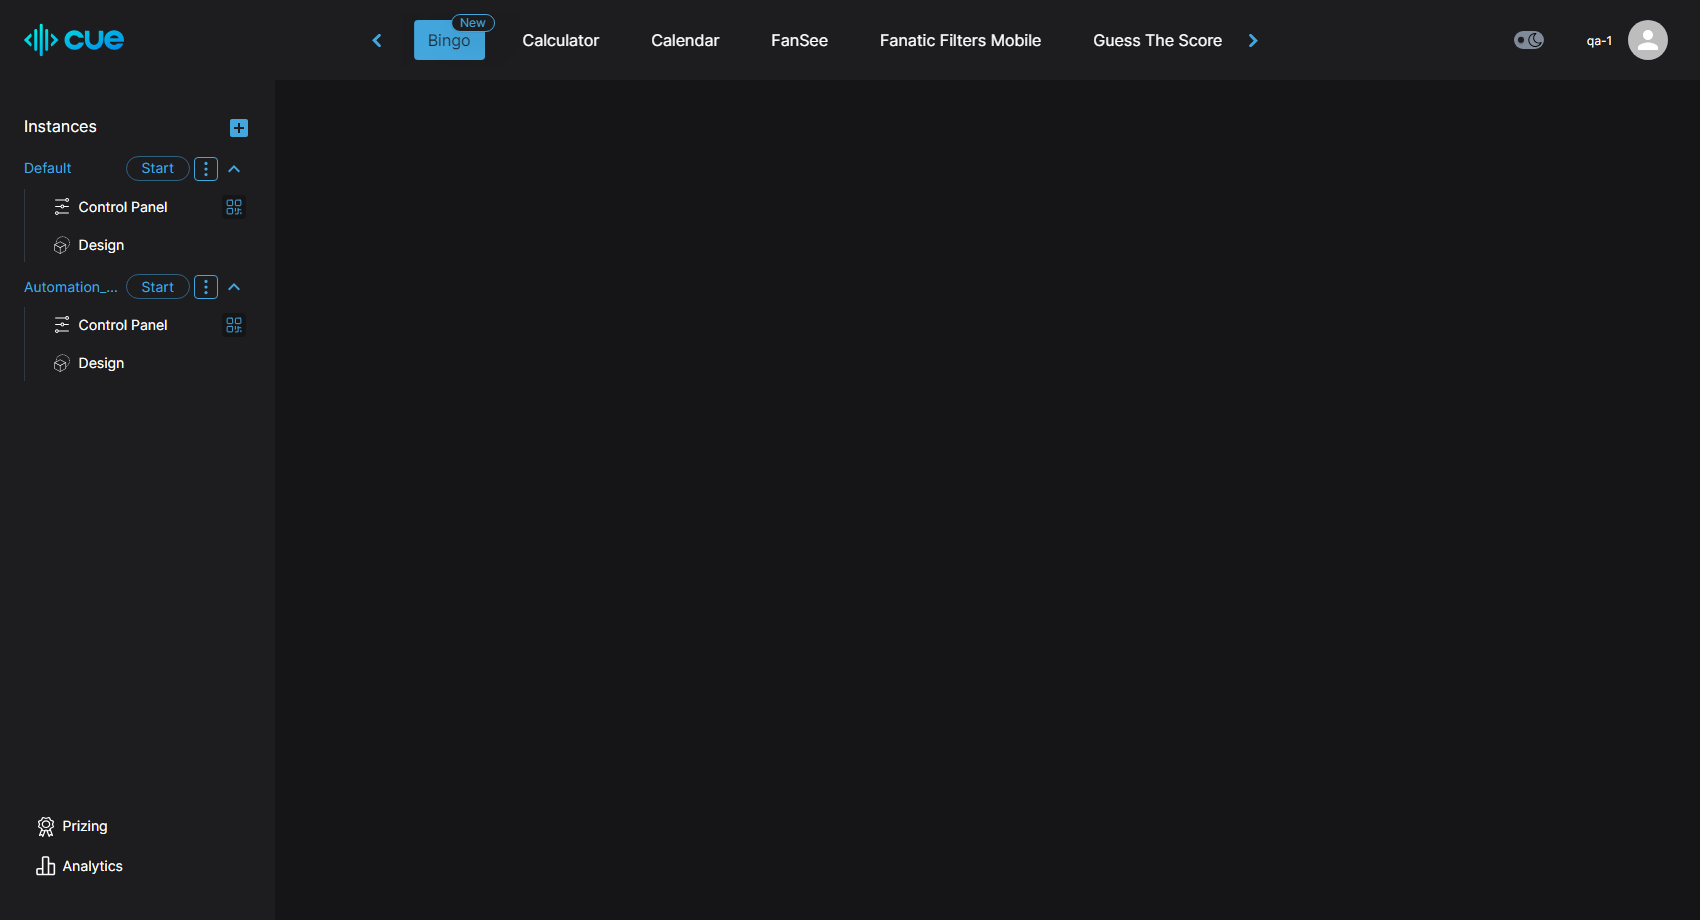 cue
New
Bingo
Calculator
Calendar
FanSee
Fanatic Filters Mobile
Guess The Score
qa-1
Instances
Default
Start
Control Panel
Design
Automation_...
Start
Control Panel
Design
Prizing
Analytics